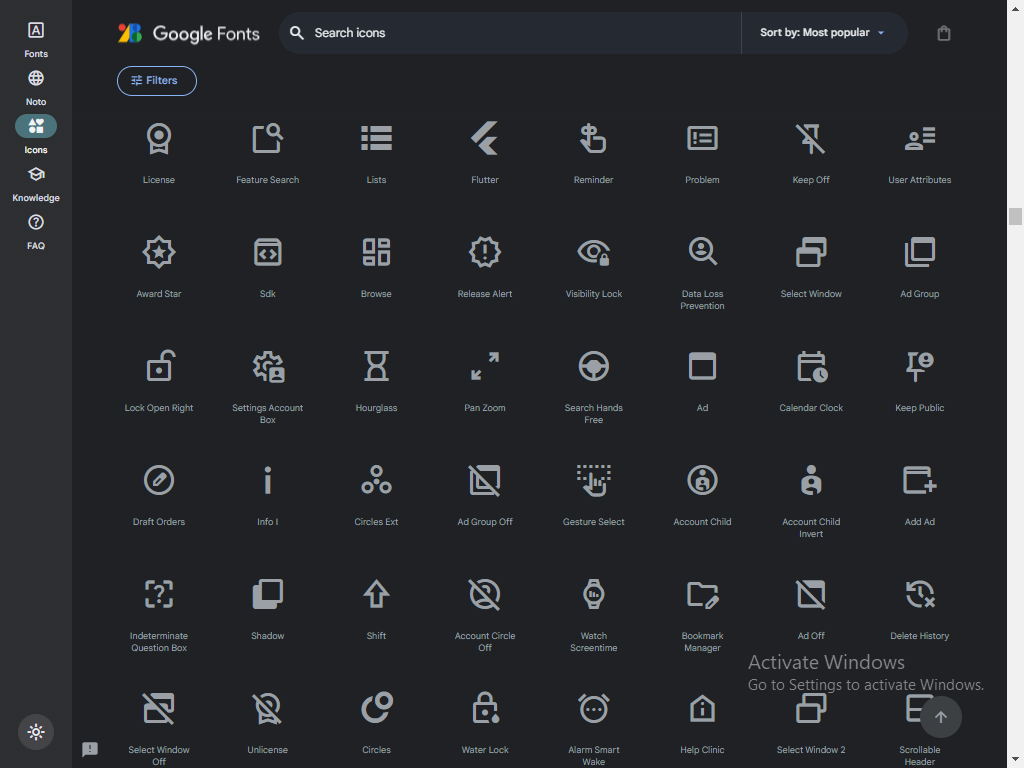 Fonts
Noto
Icons
Knowledge
FAQ
Google Fonts
Search icons
Sort by: Most popular
Filters
License
Feature Search
Lists
Flutter
Reminder
Problem
Keep Off
User Attributes
Award Star
Sdk
Browse
Release Alert
Visibility Lock
Data Loss
Prevention
Select Window
Ad Group
Lock Open Right
Settings Account
Box
Hourglass
Pan Zoom
Search Hands
Free
Ad
Calendar Clock
Keep Public
Draft Orders
Info I
Circles Ext
Ad Group Off
Gesture Select
Account Child
Account Child
Invert
Add Ad
Indeterminate
Question Box
Shadow
Shift
Account Circle
Off
Watch
Screentime
Bookmark
Manager
Ad Off
Delete History
Activate Windows
Go to Settings to activate Windows.
Select Window
Off
Unlicense
Circles
Water Lock
Alarm Smart
Wake
Help Clinic
Select Window 2
Scrollable
Header